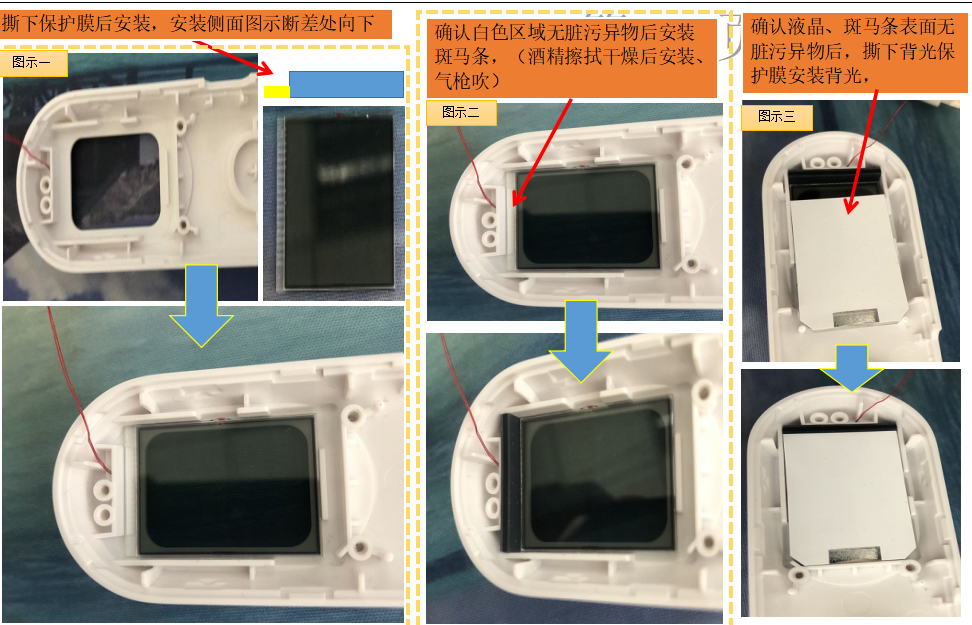 撕下保护膜后安装，安装侧面图示断差处向下
图示一
确认白色区域无脏污异物后安装
斑马条，（酒精擦拭干燥后安装、
气枪吹）
图示二
确认液晶、斑马条表面无
脏污异物后，撕下背光保
护膜安装背光，
图示三